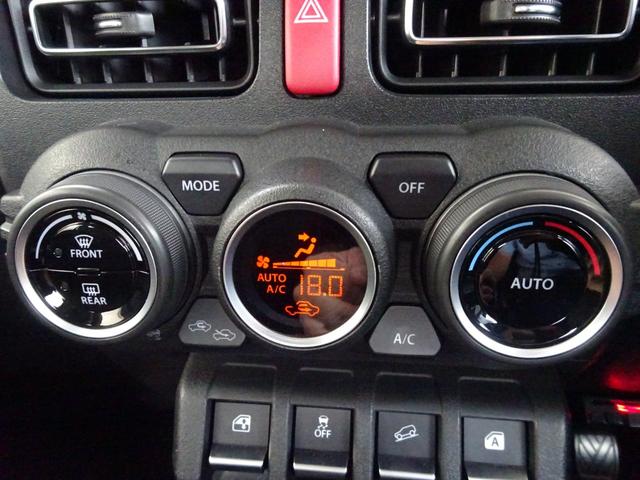 MODE
OFF
FRONT
REAR
AUTO
A/C
18.0
AUTO
A/C
OFF
A